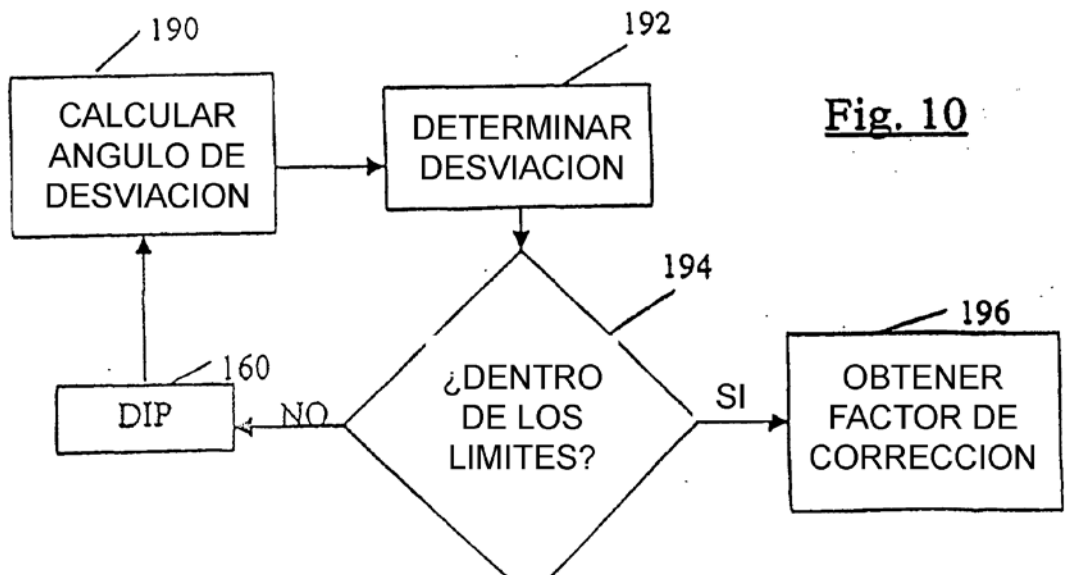 190
192
Fig. 10
CALCULAR
ANGULO DE
DESVIACION
DETERMINAR
DESVIACION
194
196
160
DIP
NO
¿DENTRO
DE LOS
LIMITES?
SI
OBTENER
FACTOR DE
CORRECCION